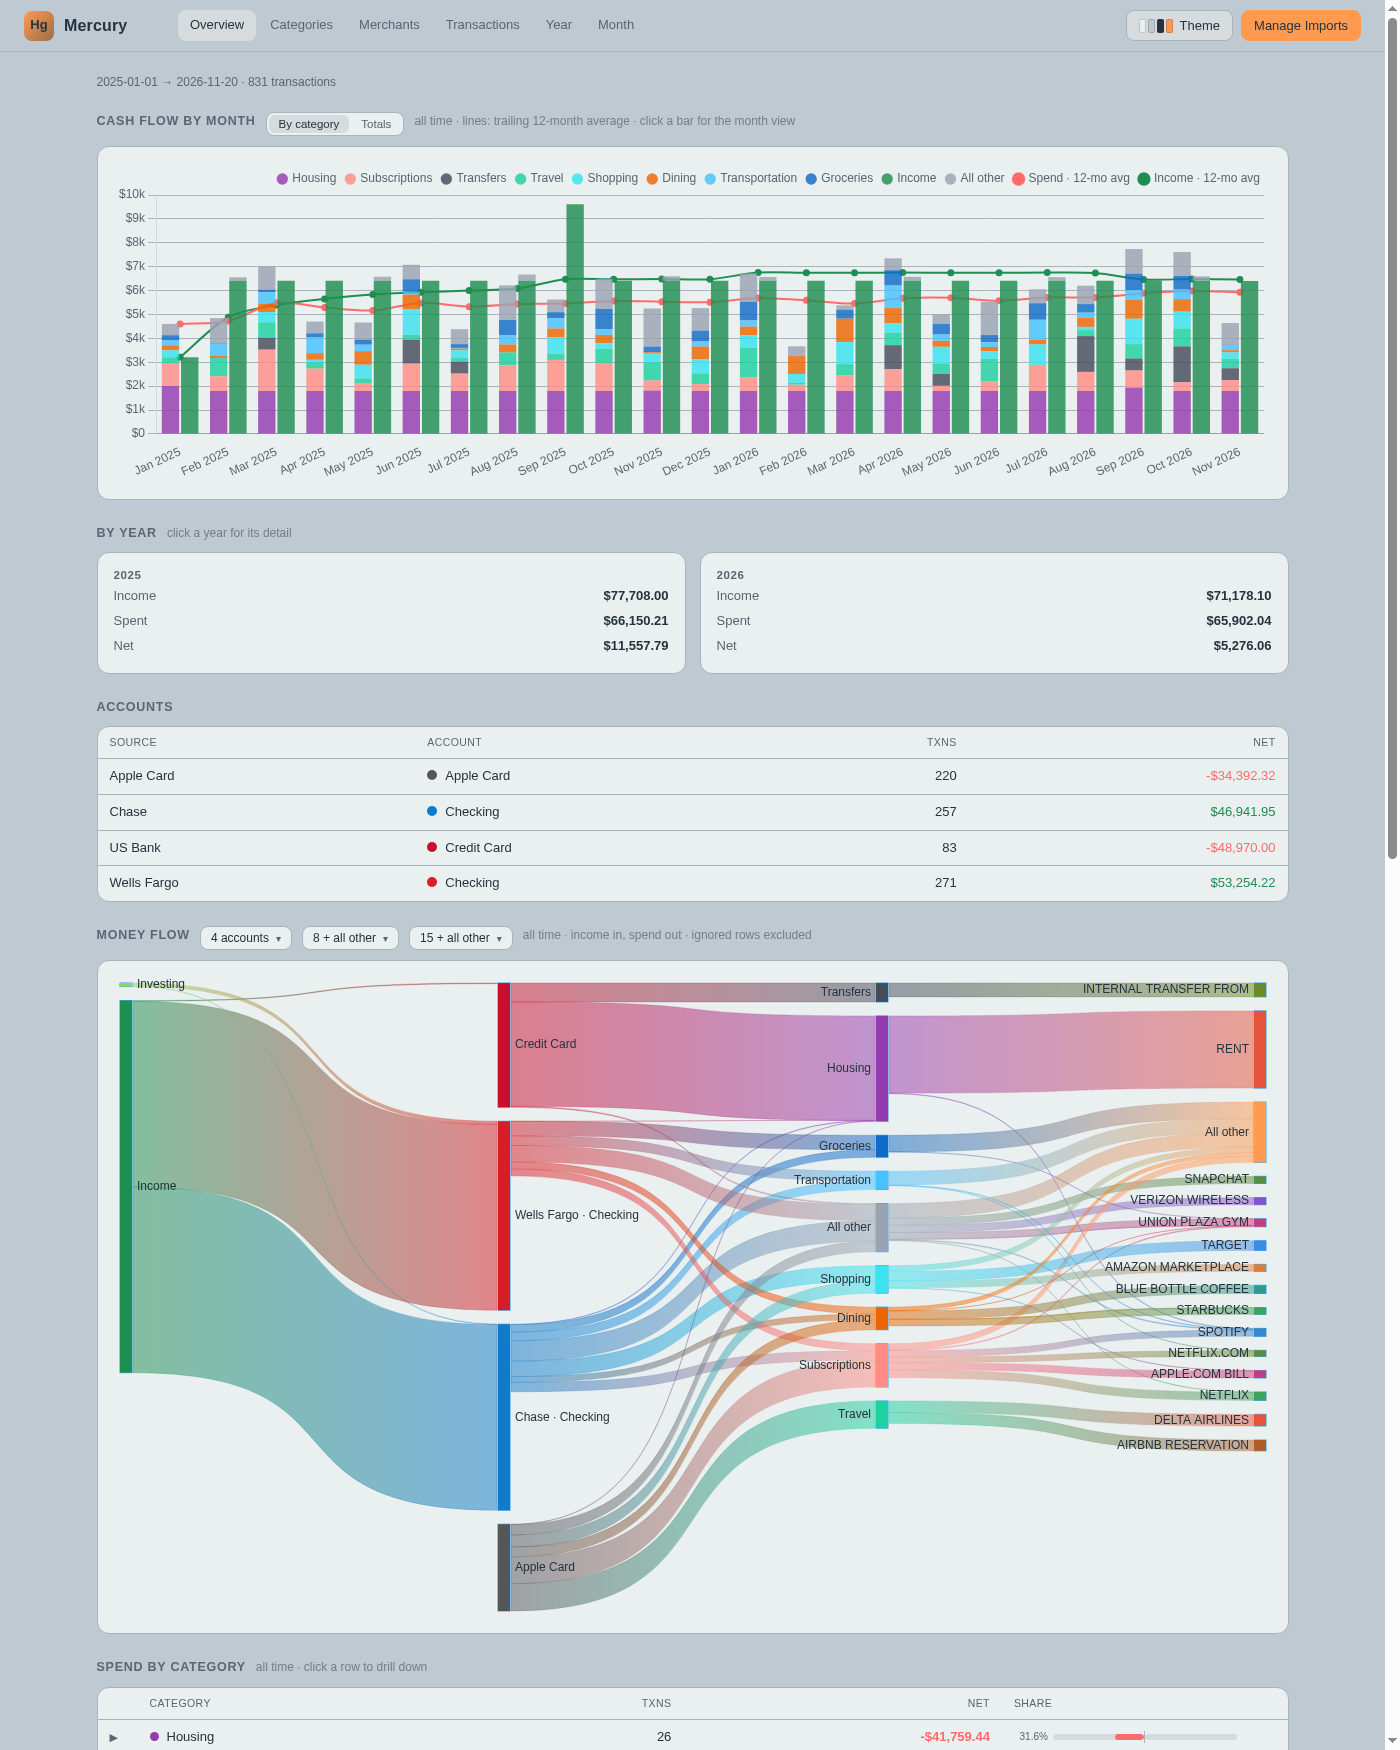 Hg Mercury Overview Categories Merchants Transactions Year Month Theme Manage Imports
2025-01-01 → 2026-11-20 · 831 transactions
CASH FLOW BY MONTH By category Totals all time · lines: trailing 12-month average · click a bar for the month view
Housing Subscriptions Transfers Travel Shopping Dining Transportation Groceries Income All other Spend · 12-mo avg Income · 12-mo avg
$10k
$9k
$8k
$7k
$6k
$5k
$4k
$3k
$2k
$1k
$0
Jan 2025 Feb 2025 Mar 2025 Apr 2025 May 2025 Jun 2025 Jul 2025 Aug 2025 Sep 2025 Oct 2025 Nov 2025 Dec 2025 Jan 2026 Feb 2026 Mar 2026 Apr 2026 May 2026 Jun 2026 Jul 2026 Aug 2026 Sep 2026 Oct 2026 Nov 2026
BY YEAR click a year for its detail
2025
Income $77,708.00
Spent $66,150.21
Net $11,557.79
2026
Income $71,178.10
Spent $65,902.04
Net $5,276.06
ACCOUNTS
SOURCE ACCOUNT TXNS NET
Apple Card Apple Card 220 -$34,392.32
Chase Checking 257 $46,941.95
US Bank Credit Card 83 -$48,970.00
Wells Fargo Checking 271 $53,254.22
MONEY FLOW 4 accounts ▾ 8 + all other ▾ 15 + all other ▾ all time · income in, spend out · ignored rows excluded
Investing
Income
Credit Card
Wells Fargo · Checking
Chase · Checking
Apple Card
Transfers
Housing
Groceries
Transportation
All other
Shopping
Dining
Subscriptions
Travel
INTERNAL TRANSFER FROM
RENT
All other
SNAPCHAT
VERIZON WIRELESS
UNION PLAZA GYM
TARGET
AMAZON MARKETPLACE
BLUE BOTTLE COFFEE
STARBUCKS
SPOTIFY
NETFLIX.COM
APPLE.COM BILL
NETFLIX
DELTA AIRLINES
AIRBNB RESERVATION
SPEND BY CATEGORY all time · click a row to drill down
CATEGORY TXNS NET SHARE
▶ Housing 26 -$41,759.44 31.6%